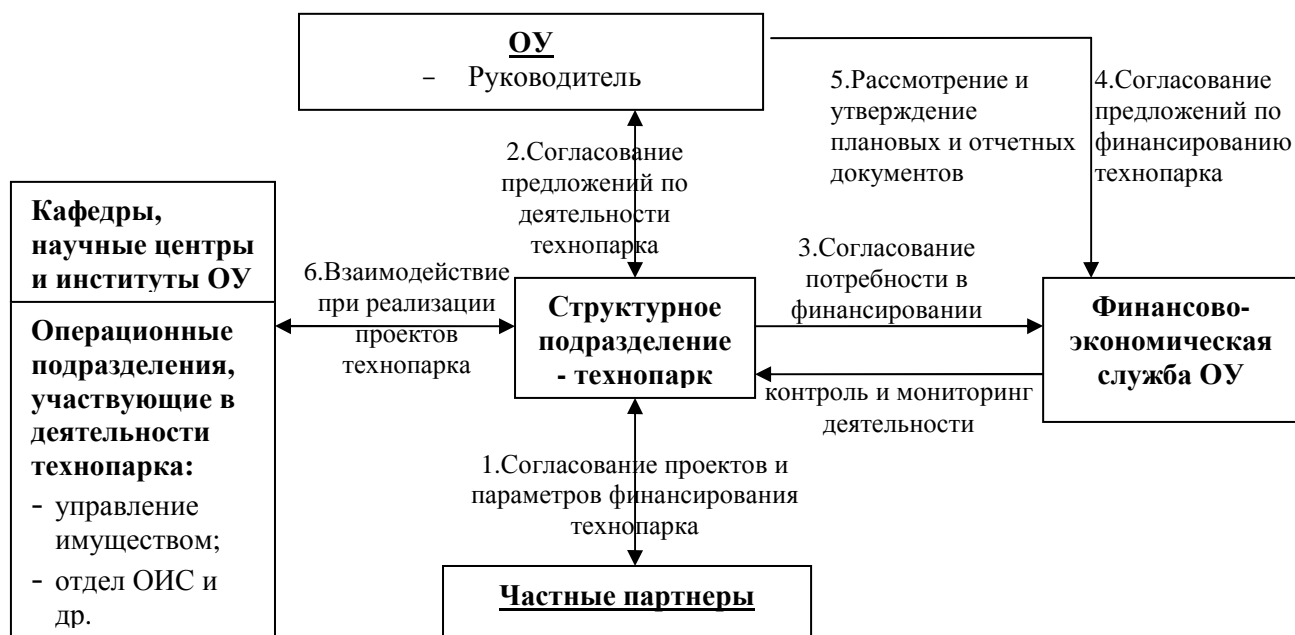 ОУ
– Руководитель
5.Рассмотрение и
утверждение
плановых и отчетных
документов
4.Согласование
предложений по
финансированию
технопарка
2.Согласование
предложений по
деятельности
технопарка
Кафедры,
научные центры
и институты ОУ
Операционные
подразделения,
участвующие в
деятельности
технопарка:
- управление
имуществом;
- отдел ОИС и
др.
6.Взаимодействие
при реализации
проектов
технопарка
Структурное
подразделение
- технопарк
3.Согласование
потребности в
финансировании
контроль и мониторинг
деятельности
Финансово-
экономическая
служба ОУ
1.Согласование проектов и
параметров финансирования
технопарка
Частные партнеры